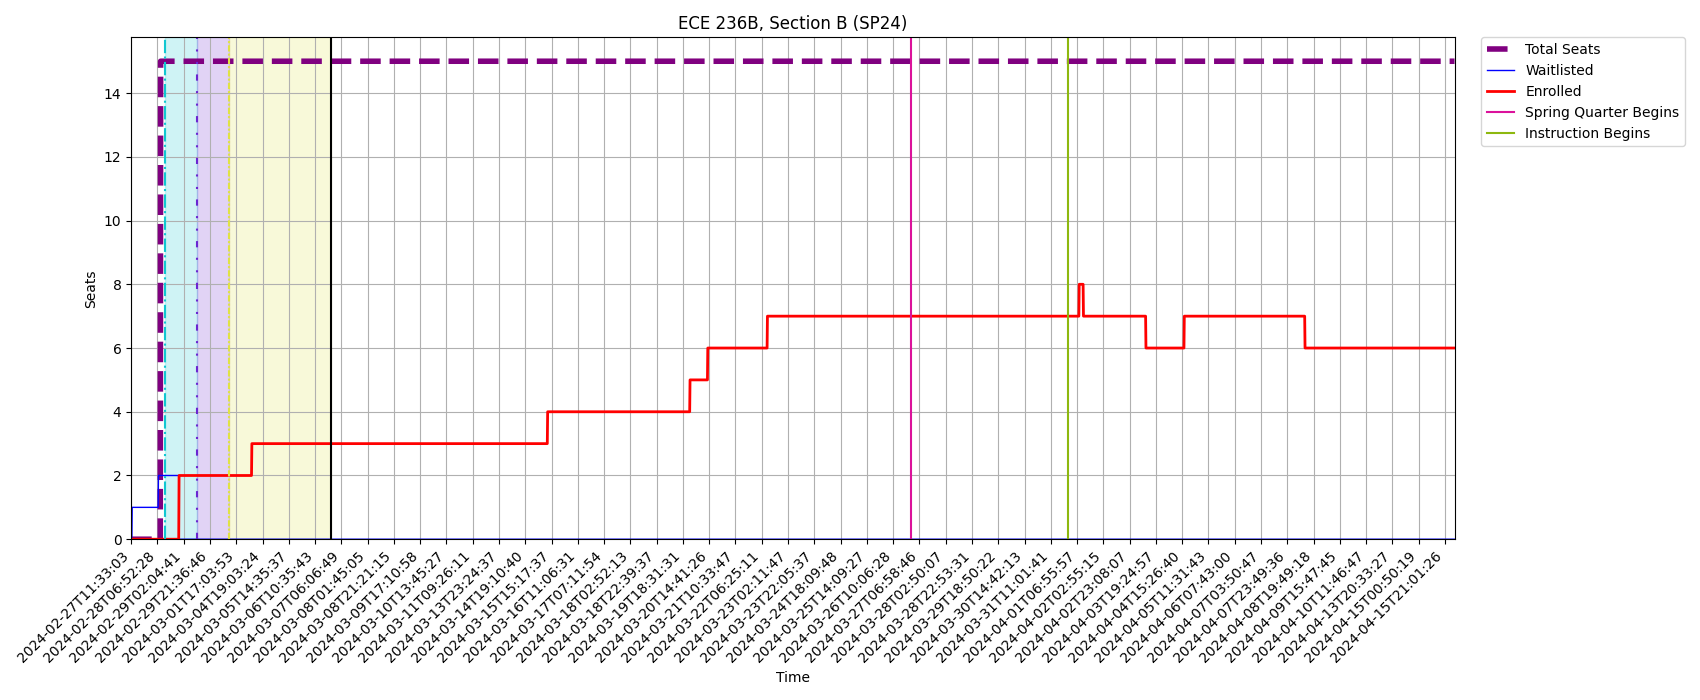 ECE 236B, Section B (SP24)
Total Seats
Waitlisted
Enrolled
Spring Quarter Begins
Instruction Begins
Seats
14
12
10
8
6
4
2
0
2024-02-27T11:33:03
2024-02-28T06:52:28
2024-02-29T02:04:41
2024-02-29T21:36:46
2024-03-01T17:03:53
2024-03-04T19:03:24
2024-03-05T14:35:37
2024-03-06T10:35:43
2024-03-07T06:06:49
2024-03-08T01:45:05
2024-03-08T21:21:15
2024-03-09T17:10:58
2024-03-10T13:45:27
2024-03-11T09:26:11
2024-03-13T23:24:37
2024-03-14T19:10:40
2024-03-15T15:17:37
2024-03-16T11:06:31
2024-03-17T07:11:54
2024-03-18T02:52:13
2024-03-18T22:39:37
2024-03-19T18:31:31
2024-03-20T14:41:26
2024-03-21T10:33:47
2024-03-22T06:25:11
2024-03-23T02:11:47
2024-03-23T22:05:37
2024-03-24T18:09:48
2024-03-25T14:09:27
2024-03-26T10:06:28
2024-03-27T06:58:46
2024-03-28T02:50:07
2024-03-28T22:53:31
2024-03-29T18:50:22
2024-03-30T14:42:13
2024-03-31T11:01:41
2024-04-01T06:55:57
2024-04-02T02:55:15
2024-04-02T23:08:07
2024-04-03T19:24:57
2024-04-04T15:26:40
2024-04-05T11:31:43
2024-04-06T07:43:00
2024-04-07T03:50:47
2024-04-07T23:49:36
2024-04-08T19:49:18
2024-04-09T15:47:45
2024-04-10T11:46:47
2024-04-13T20:33:27
2024-04-15T00:50:19
2024-04-15T21:01:26
Time